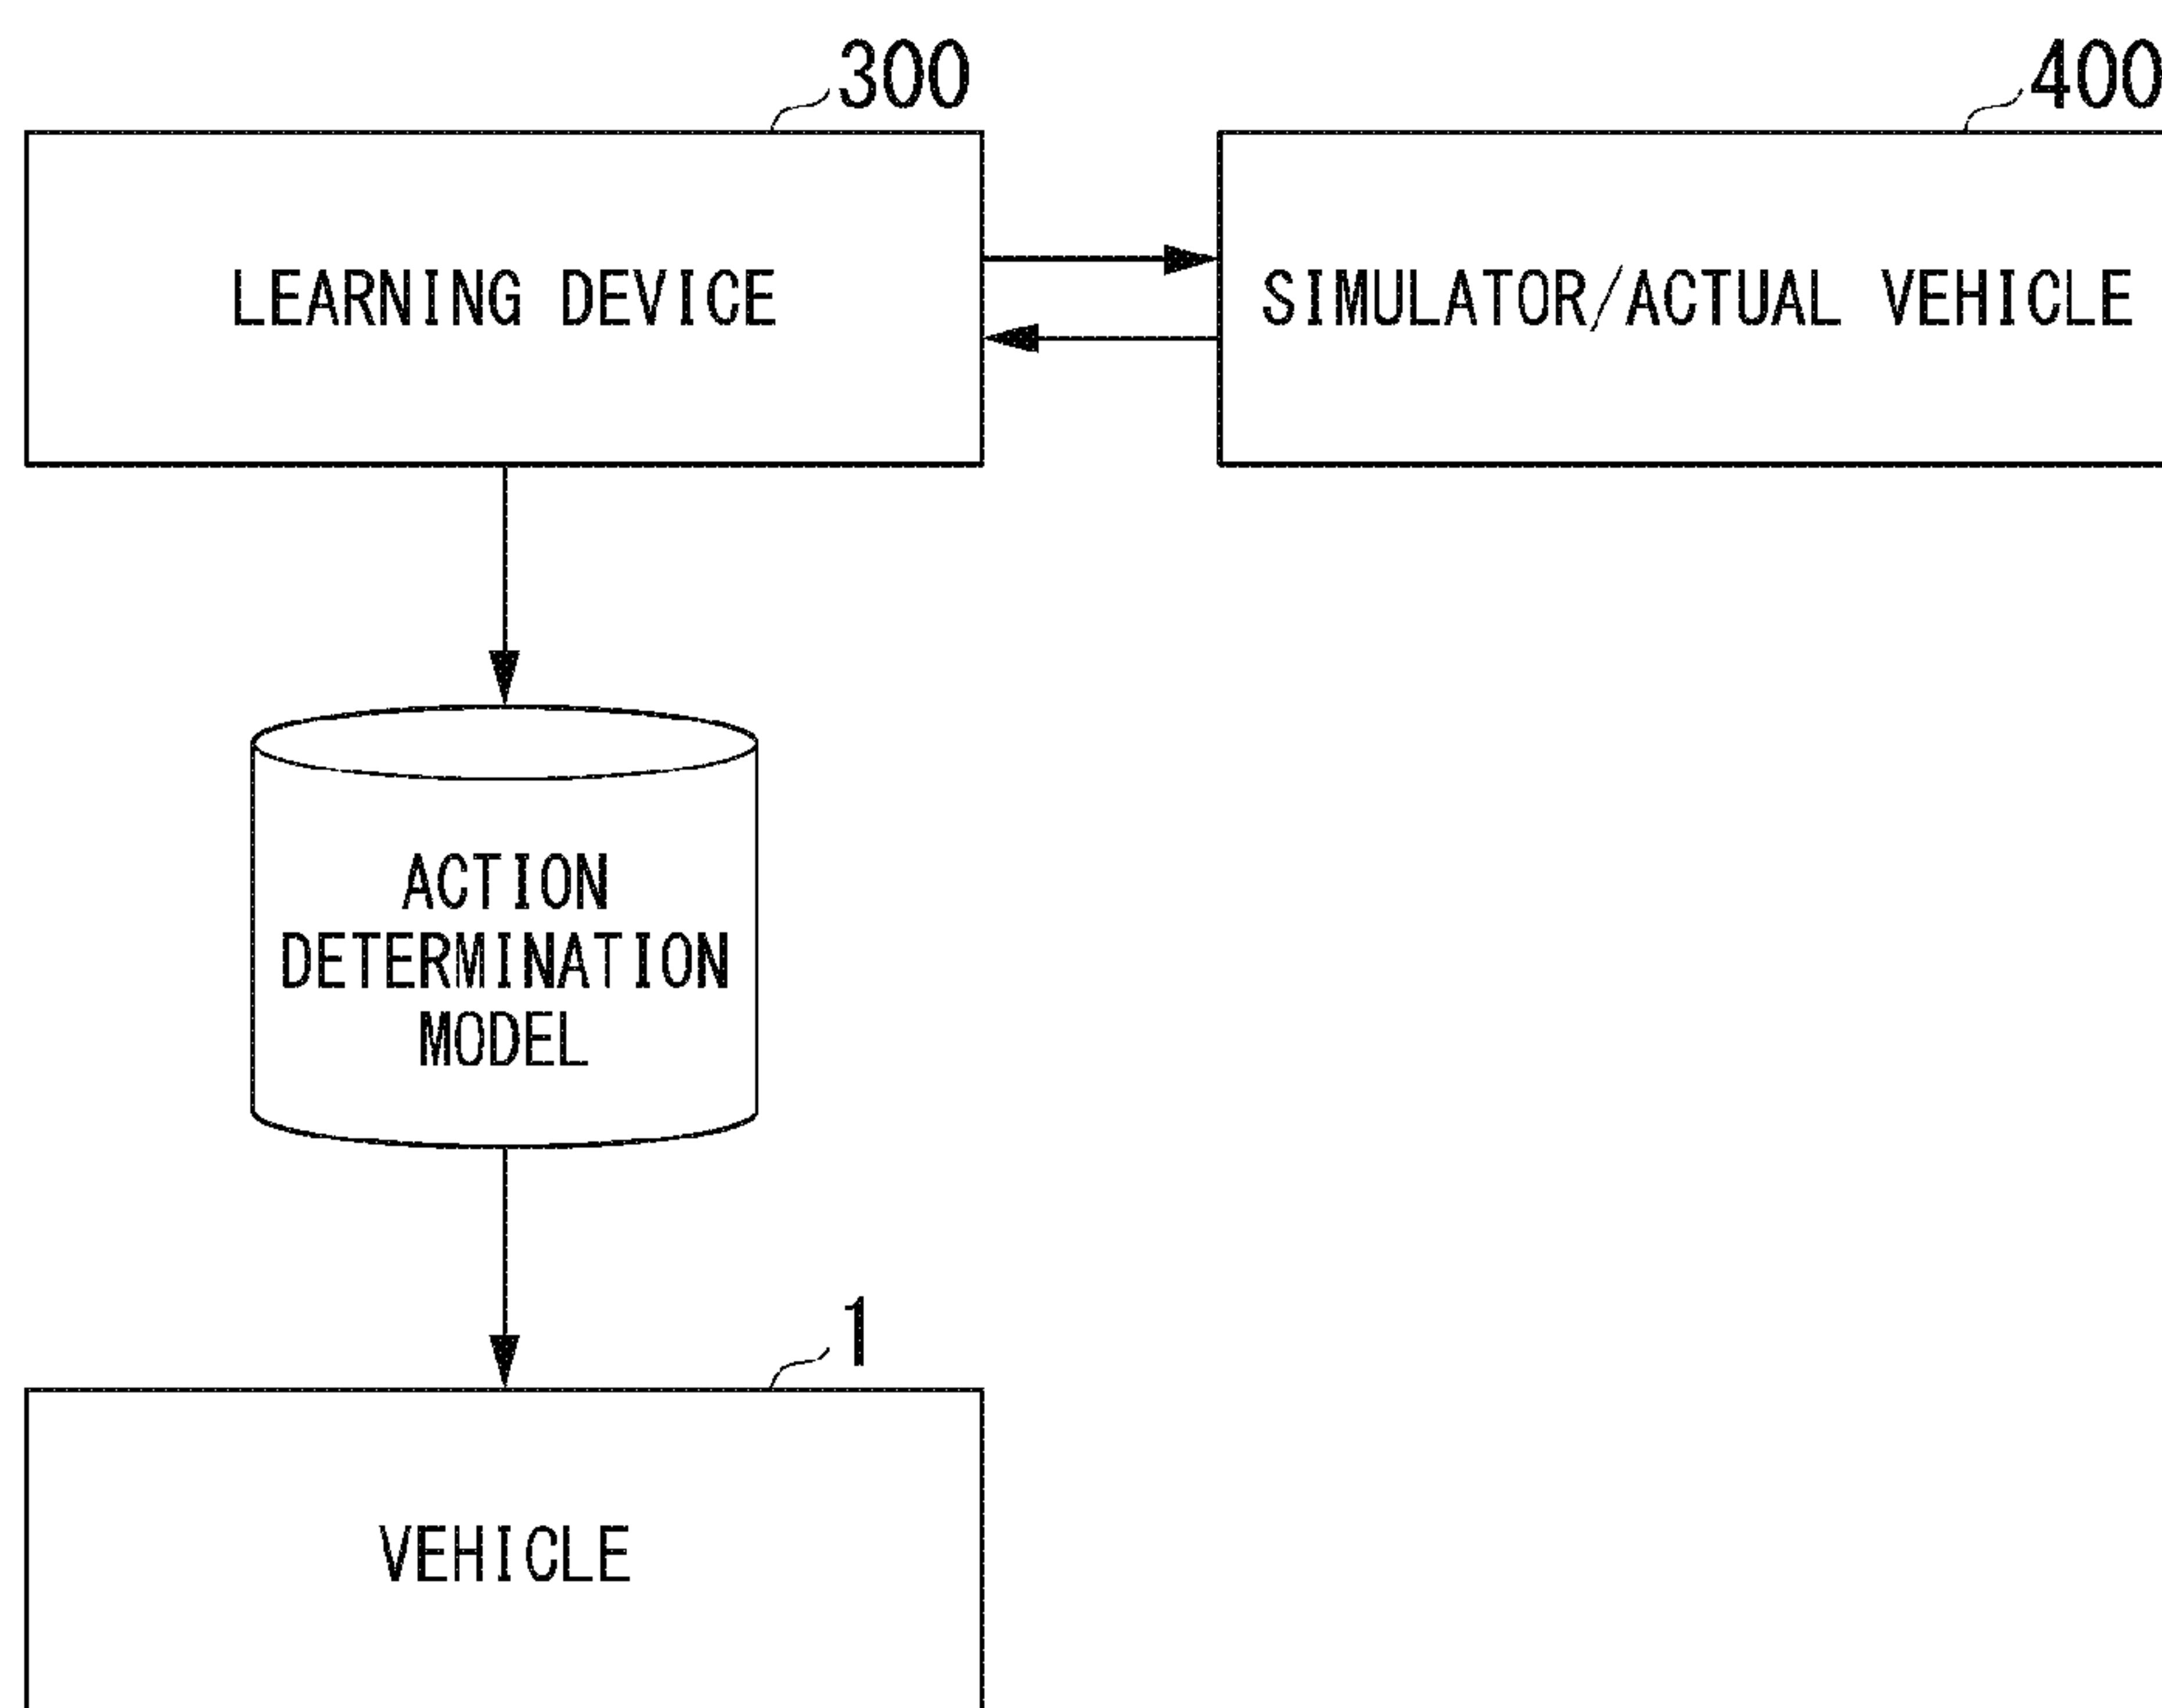 300
400
LEARNING DEVICE
SIMULATOR/ACTUAL VEHICLE
ACTION
DETERMINATION
MODEL
1
VEHICLE